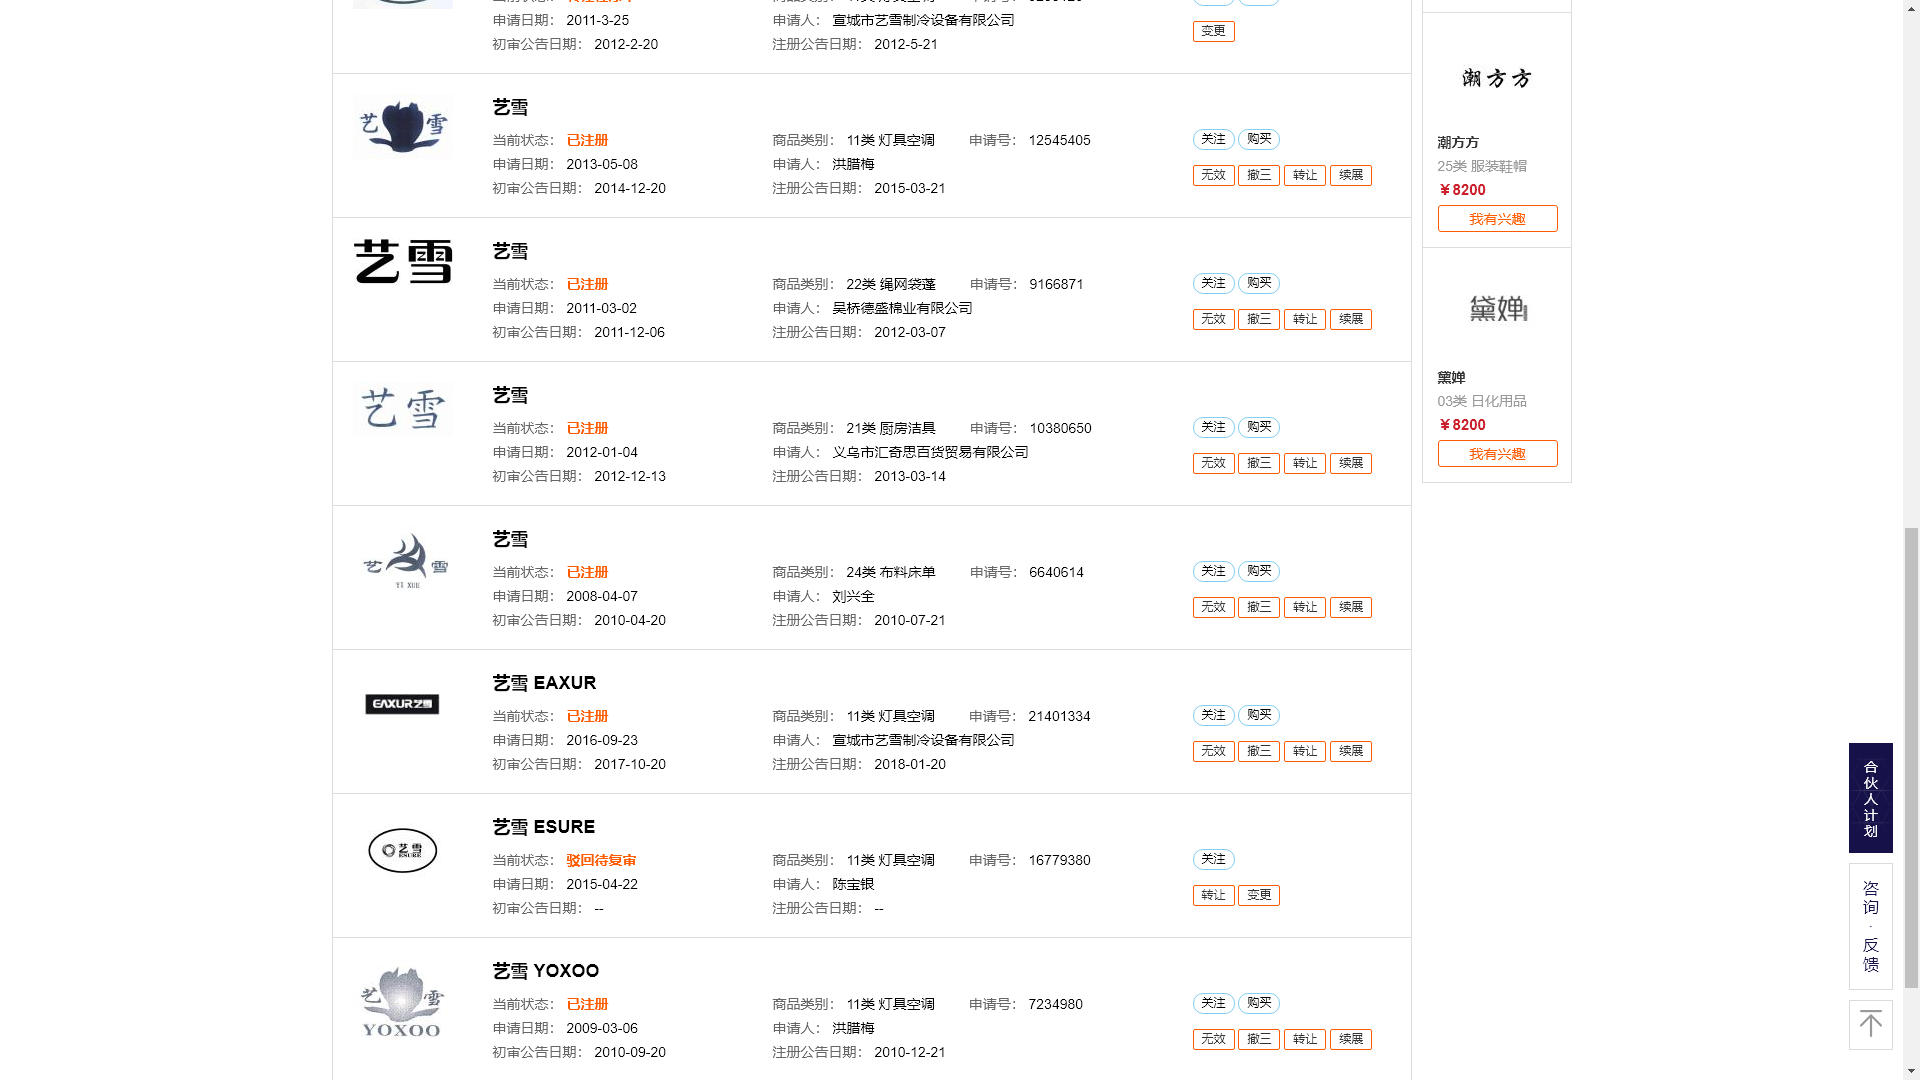 申请日期： 2011-3-25 申请人： 宣城市艺雪制冷设备有限公司
变更
初审公告日期： 2012-2-20 注册公告日期： 2012-5-21
艺雪
艺雪
当前状态： 已注册 商品类别： 11类 灯具空调 申请号： 12545405 关注 购买
申请日期： 2013-05-08 申请人： 洪腊梅
无效 撤三 转让 续展
初审公告日期： 2014-12-20 注册公告日期： 2015-03-21
艺雪
艺雪
当前状态： 已注册 商品类别： 22类 绳网袋蓬 申请号： 9166871 关注 购买
申请日期： 2011-03-02 申请人： 吴桥德盛棉业有限公司
无效 撤三 转让 续展
初审公告日期： 2011-12-06 注册公告日期： 2012-03-07
艺雪
艺雪
当前状态： 已注册 商品类别： 21类 厨房洁具 申请号： 10380650 关注 购买
申请日期： 2012-01-04 申请人： 义乌市汇奇思百货贸易有限公司
无效 撤三 转让 续展
初审公告日期： 2012-12-13 注册公告日期： 2013-03-14
艺雪
YI XUE
艺雪
当前状态： 已注册 商品类别： 24类 布料床单 申请号： 6640614 关注 购买
申请日期： 2008-04-07 申请人： 刘兴全
无效 撤三 转让 续展
初审公告日期： 2010-04-20 注册公告日期： 2010-07-21
EAXUR艺雪
艺雪 EAXUR
当前状态： 已注册 商品类别： 11类 灯具空调 申请号： 21401334 关注 购买
申请日期： 2016-09-23 申请人： 宣城市艺雪制冷设备有限公司
无效 撤三 转让 续展
初审公告日期： 2017-10-20 注册公告日期： 2018-01-20
艺雪
ESURE
艺雪 ESURE
当前状态： 驳回待复审 商品类别： 11类 灯具空调 申请号： 16779380 关注
申请日期： 2015-04-22 申请人： 陈宝银
转让 变更
初审公告日期： -- 注册公告日期： --
艺雪
YOXOO
艺雪 YOXOO
当前状态： 已注册 商品类别： 11类 灯具空调 申请号： 7234980 关注 购买
申请日期： 2009-03-06 申请人： 洪腊梅
无效 撤三 转让 续展
初审公告日期： 2010-09-20 注册公告日期： 2010-12-21
潮方方
潮方方
25类 服装鞋帽
￥8200
我有兴趣
黛婵
黛婵
03类 日化用品
￥8200
我有兴趣
合伙人计划
咨询·反馈